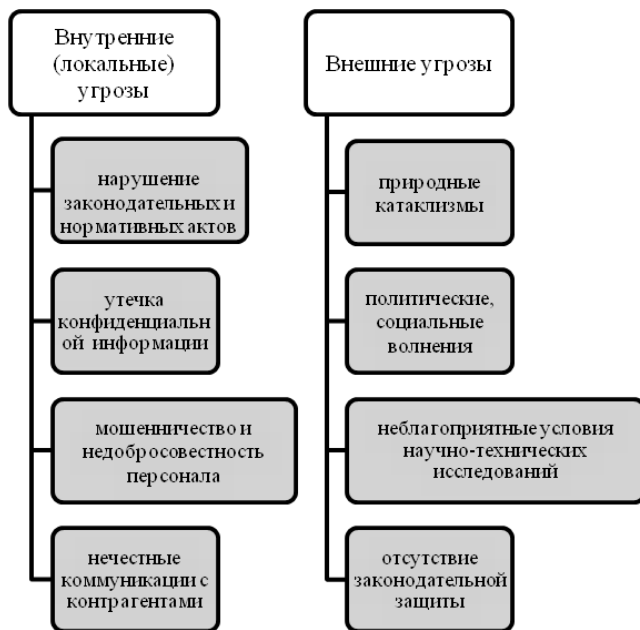 Внутренние
(локальные)
угрозы
нарушение
законодательных и
нормативных актов
утечка
конфиденциальн
ой информации
мошенничество и
недобросовестность
персонала
нечестные
коммуникации с
контрагентами
Внешние угрозы
природные
катаклизмы
политические,
социальные
волнения
неблагоприятные условия
научно-технических
исследований
отсутствие
законодательной
защиты